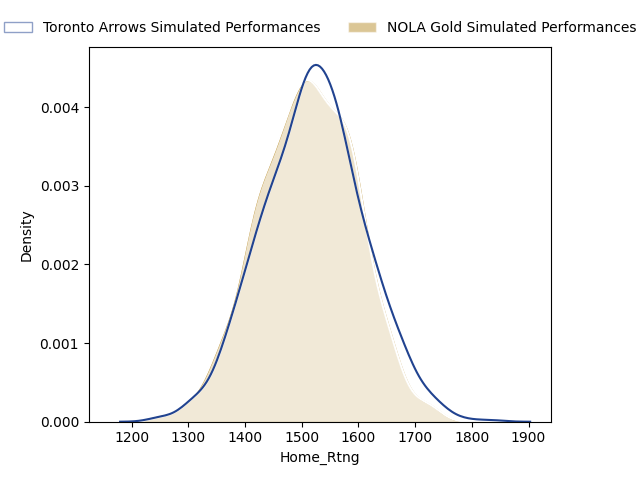 Toronto Arrows Simulated Performances NOLA Gold Simulated Performances
0.004
0.003
0.002
0.001
0.000
Density
1200 1300 1400 1500 1600 1700 1800 1900
Home_Rtng